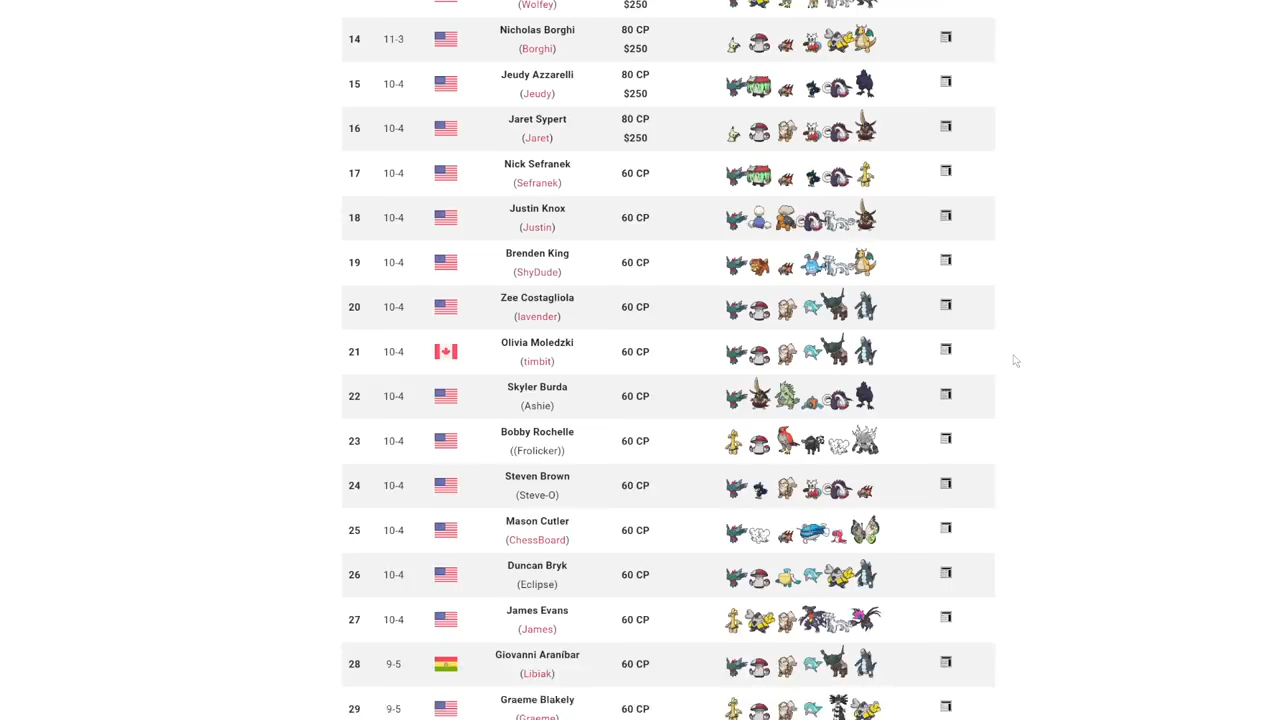 (Wolfey) $250
14 11-3 Nicholas Borghi 80 CP
(Borghi) $250
15 10-4 Jeudy Azzarelli 80 CP
(Jeudy) $250
16 10-4 Jaret Sypert 80 CP
(Jaret) $250
17 10-4 Nick Sefranek 60 CP
(Sefranek)
18 10-4 Justin Knox 60 CP
(Justin)
19 10-4 Brenden King 60 CP
(ShyDude)
20 10-4 Zee Costagliola 60 CP
(lavender)
21 10-4 Olivia Moledzki 60 CP
(timbit)
22 10-4 Skyler Burda 60 CP
(Ashie)
23 10-4 Bobby Rochelle 60 CP
((Frolicker))
24 10-4 Steven Brown 60 CP
(Steve-O)
25 10-4 Mason Cutler 60 CP
(ChessBoard)
26 10-4 Duncan Bryk 60 CP
(Eclipse)
27 10-4 James Evans 60 CP
(James)
28 9-5 Giovanni Araníbar 60 CP
(Libiak)
29 9-5 Graeme Blakely 60 CP
(Graeme)